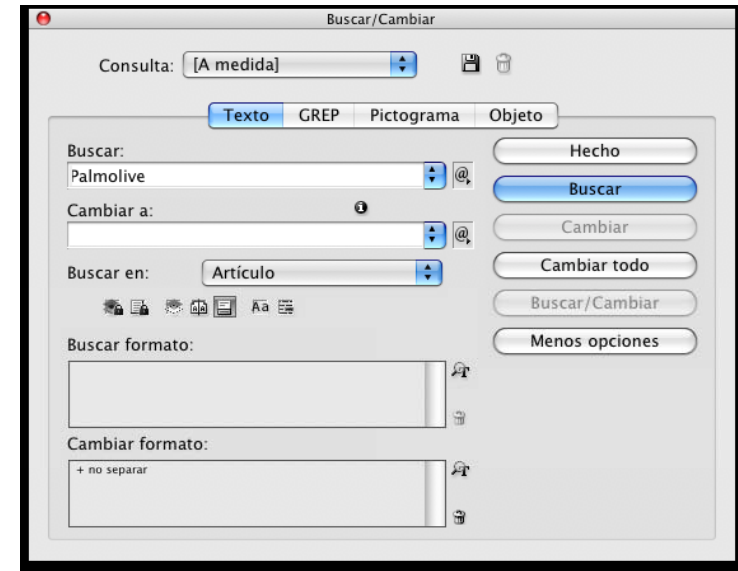 Buscar/Cambiar
Consulta: [A medida]
Texto GREP Pictograma Objeto
Buscar:
Palmolive
Cambiar a:
Buscar en: Artículo
Aa
Buscar formato:
Cambiar formato:
+ no separar
Hecho
Buscar
Cambiar
Cambiar todo
Buscar/Cambiar
Menos opciones